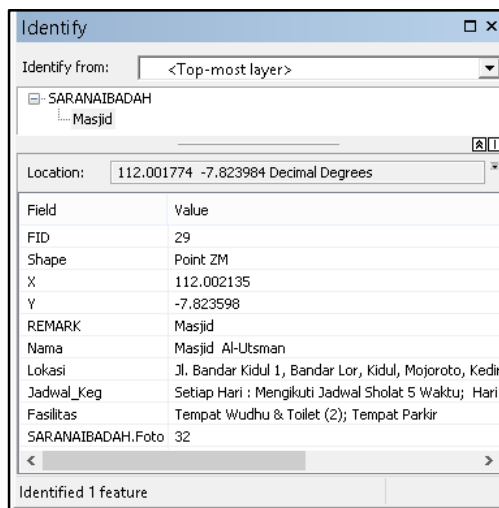 Identify
Identify from: <Top-most layer>
SARANAIBADAH
Masjid
Location: 112.001774 -7.823984 Decimal Degrees
Field Value
FID 29
Shape Point ZM
X 112.002135
Y -7.823598
REMARK Masjid
Nama Masjid Al-Utsman
Lokasi Jl. Bandar Kidul 1, Bandar Lor, Kidul, Mojoroto, Kedir
Jadwal_Keg Setiap Hari : Mengikuti Jadwal Sholat 5 Waktu; Hari
Fasilitas Tempat Wudhu & Toilet (2); Tempat Parkir
SARANAIBADAH.Foto 32
Identified 1 feature